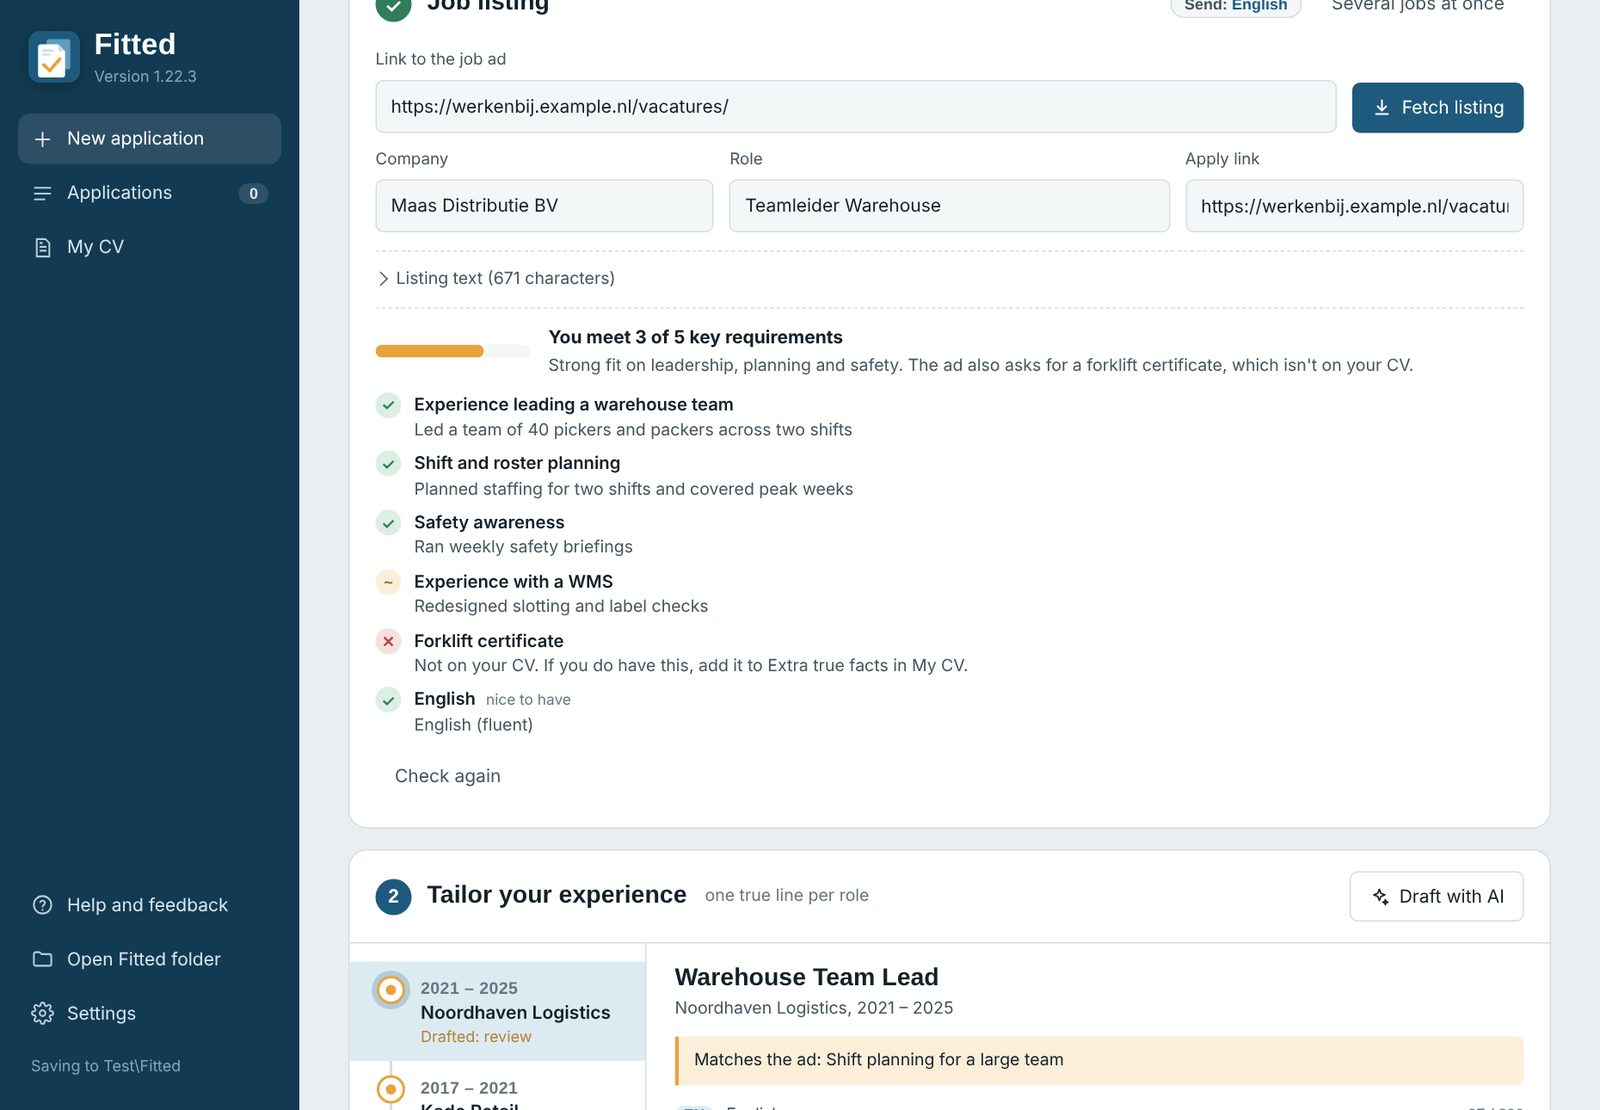 Fitted
Version 1.22.3
New application
Applications 0
My CV
Help and feedback
Open Fitted folder
Settings
Saving to Test\Fitted
Job listing
Send: English
Several jobs at once
Link to the job ad
https://werkenbij.example.nl/vacatures/
Fetch listing
Company
Role
Apply link
Maas Distributie BV
Teamleider Warehouse
https://werkenbij.example.nl/vacatur
Listing text (671 characters)
You meet 3 of 5 key requirements
Strong fit on leadership, planning and safety. The ad also asks for a forklift certificate, which isn't on your CV.
Experience leading a warehouse team
Led a team of 40 pickers and packers across two shifts
Shift and roster planning
Planned staffing for two shifts and covered peak weeks
Safety awareness
Ran weekly safety briefings
~ Experience with a WMS
Redesigned slotting and label checks
Forklift certificate
Not on your CV. If you do have this, add it to Extra true facts in My CV.
English nice to have
English (fluent)
Check again
2 Tailor your experience one true line per role
Draft with AI
2021 – 2025
Noordhaven Logistics
Drafted: review
2017 – 2021
Warehouse Team Lead
Noordhaven Logistics, 2021 – 2025
Matches the ad: Shift planning for a large team